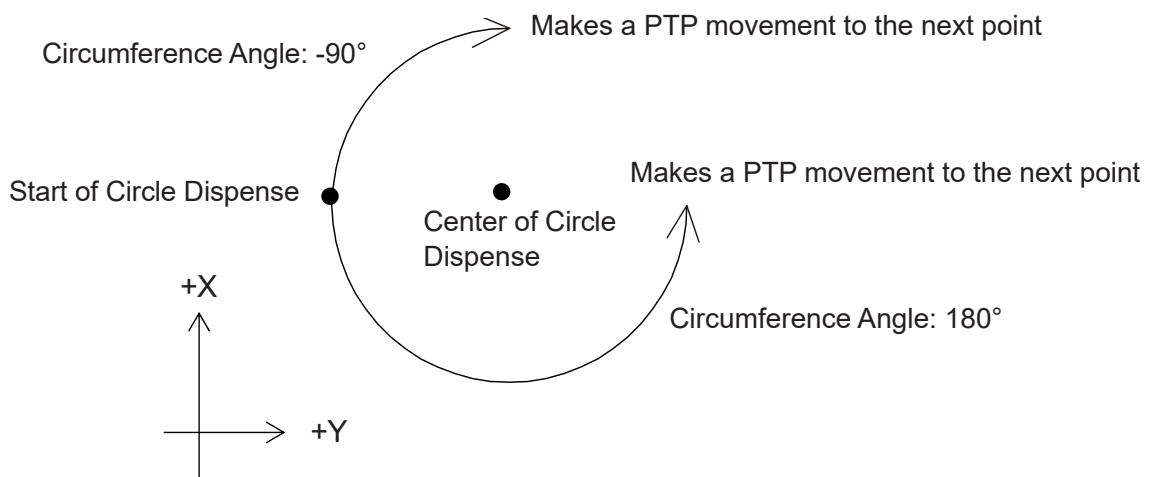 Makes a PTP movement to the next point
Circumference Angle: -90°
Makes a PTP movement to the next point
Start of Circle Dispense
Center of Circle
Dispense
+X
Circumference Angle: 180°
+Y